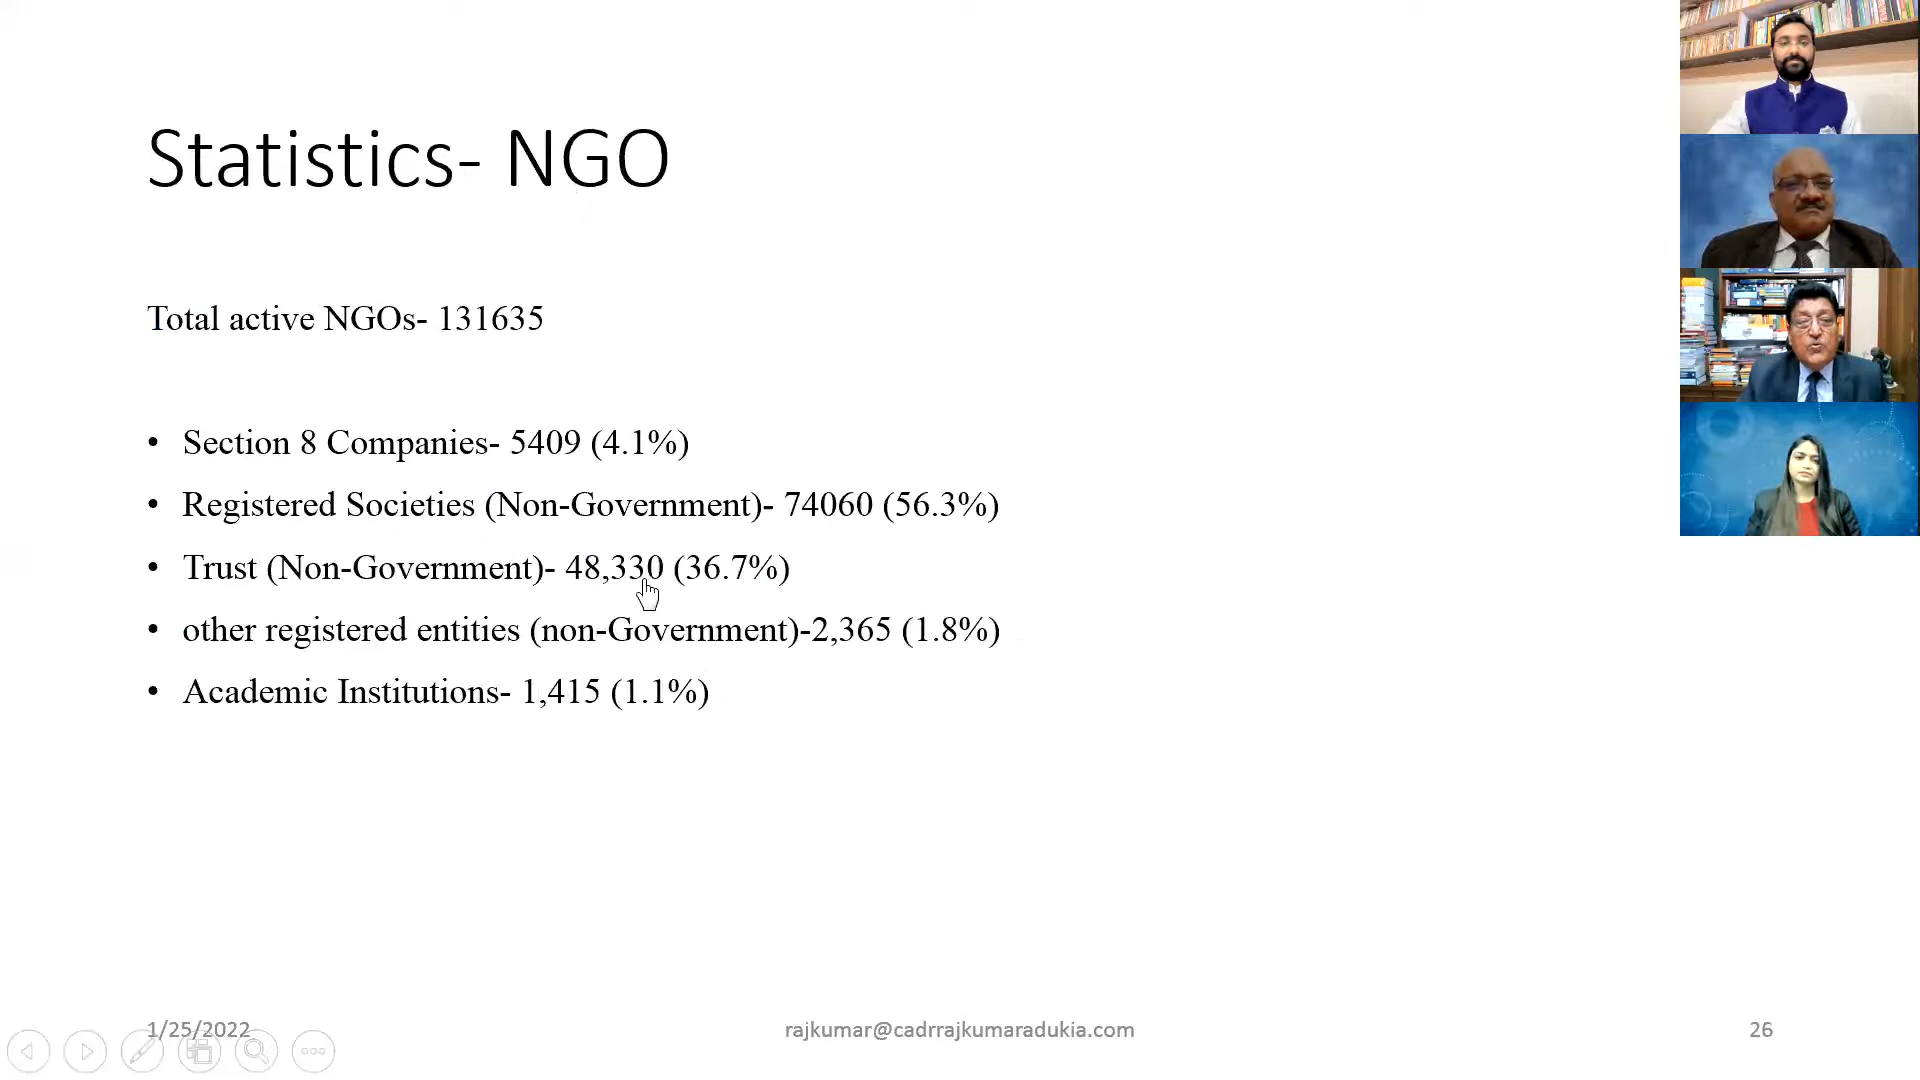 Statistics- NGO
Total active NGOs- 131635
• Section 8 Companies- 5409 (4.1%)
• Registered Societies (Non-Government)- 74060 (56.3%)
• Trust (Non-Government)- 48,330 (36.7%)
• other registered entities (non-Government)-2,365 (1.8%)
• Academic Institutions- 1,415 (1.1%)
1/25/2022
rajkumar@cadrrajkumaradukia.com
26